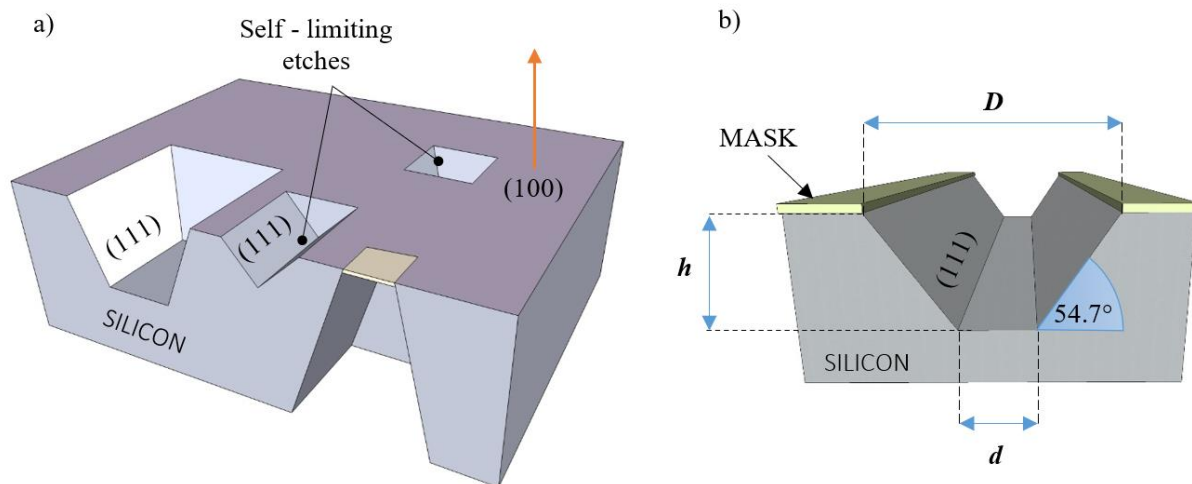 a)
Self - limiting
etches
(100)
(111)
(111)
SILICON
b)
D
MASK
h
(111)
54.7°
SILICON
d